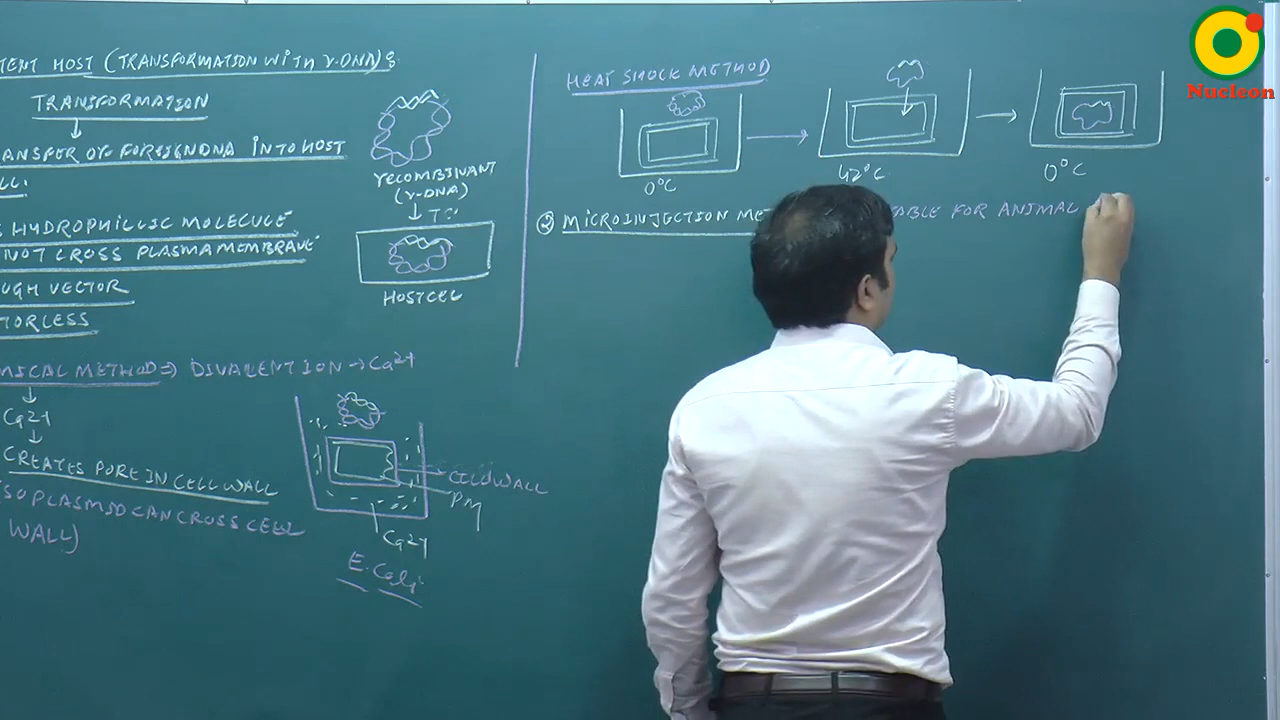 TENT HOST (TRANSFORMATION WITH γ-DNA) :
TRANSFORMATION
ANSFER OF FOREIGN DNA INTO HOST
LL.
S HYDROPHILLIC MOLECULE
NOT CROSS PLASMA MEMBRANE
UGH VECTOR
TORLESS
MICAL METHOD ⇒ DIVALENT ION → Ca2+
Ca2+
CREATES PORE IN CELL WALL
(SO PLASMID CAN CROSS CELL
WALL)
RECOMBINANT
(γ-DNA)
HOST CELL
CELL WALL
PM
Ca2+
E. Coli
HEAT SHOCK METHOD
0°C
42°C
0°C
② MICROINJECTION ME
TABLE FOR ANIMAL
Nucleon